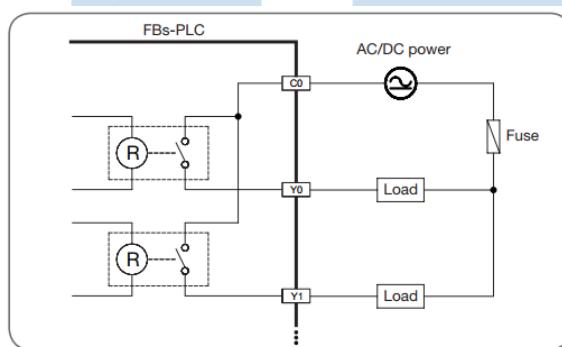 FBs-PLC
AC/DC power
C0
Fuse
R
Y0
Load
R
Y1
Load